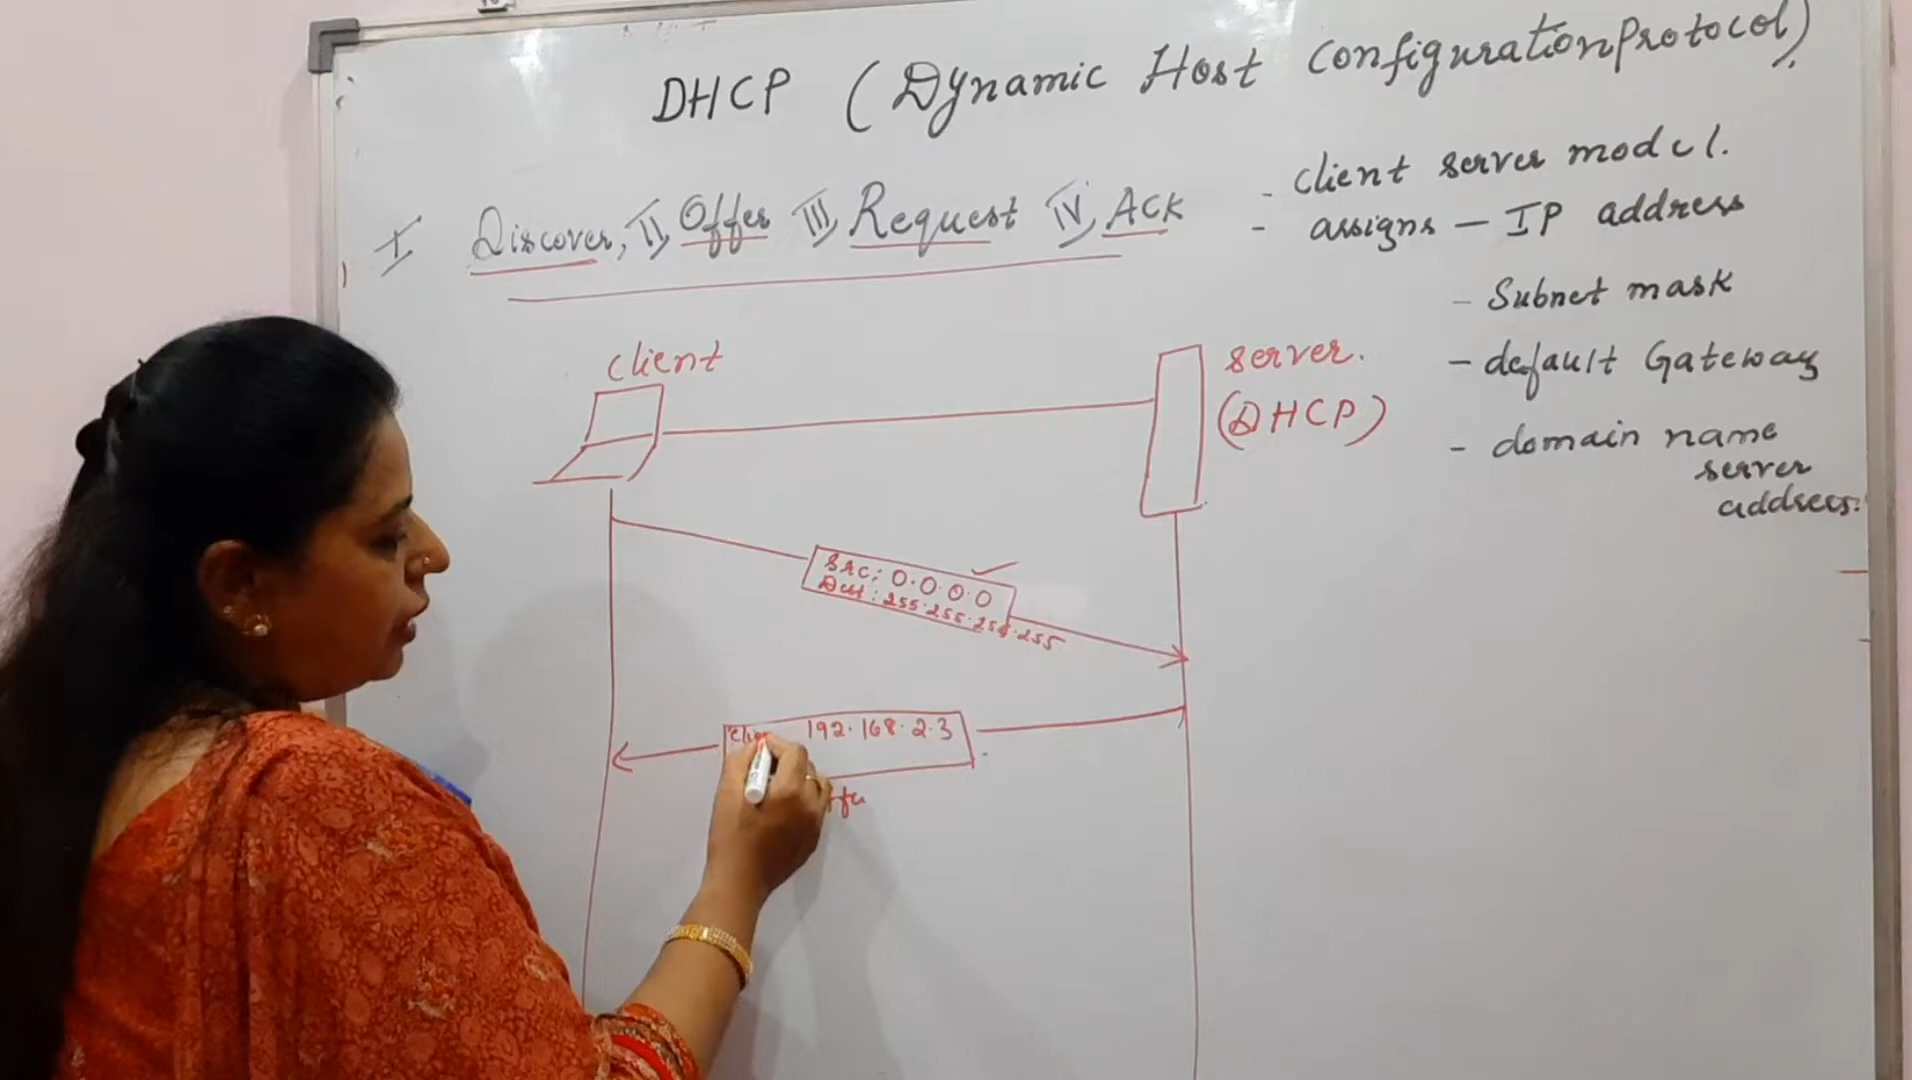 DHCP (Dynamic Host Configuration Protocol)
I Discover, II, Offer III, Request IV, Ack
- client server model.
- assigns - IP address
- Subnet mask
- default Gateway
- domain name
server
address.
client
server.
(DHCP)
Src: 0.0.0.0
Dest: 255.255.255.255
192.168.2.3